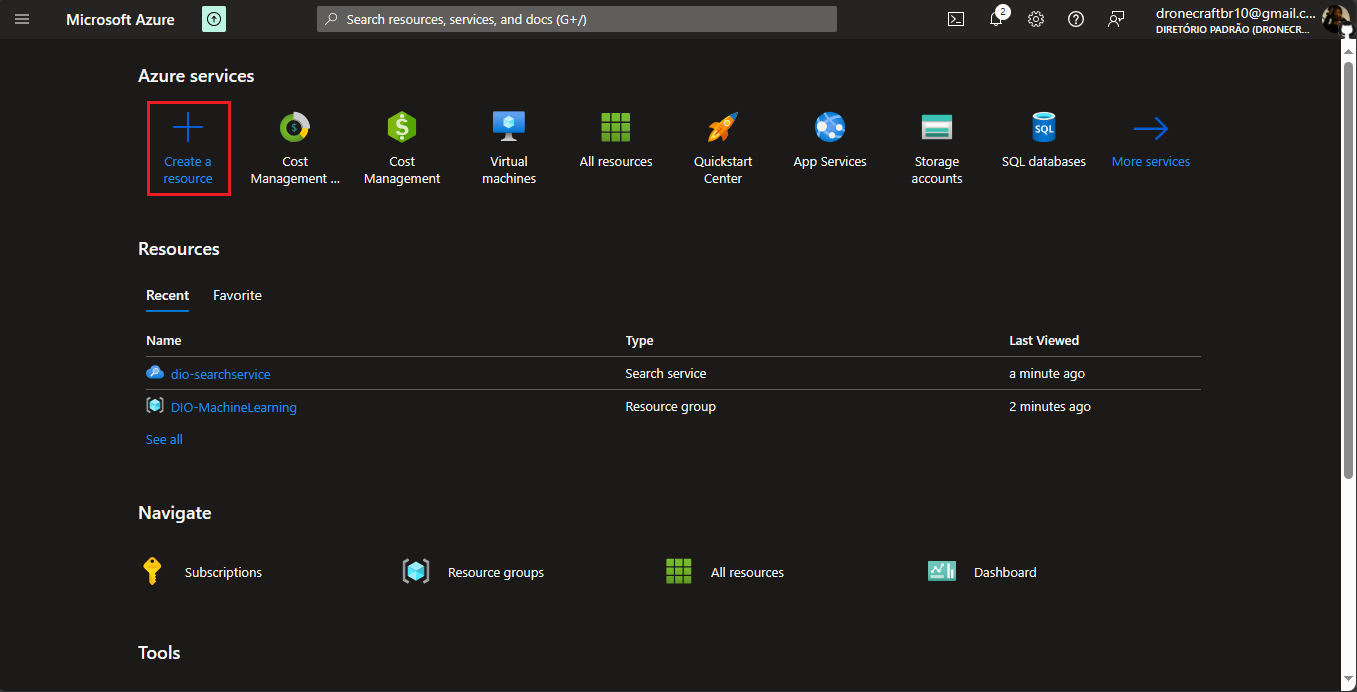 Microsoft Azure
Search resources, services, and docs (G+/)
2
dronecraftbr10@gmail.c...
DIRETÓRIO PADRÃO (DRONECR...
Azure services
Create a
resource
Cost
Management ...
Cost
Management
Virtual
machines
All resources
Quickstart
Center
App Services
Storage
accounts
SQL
SQL databases
More services
Resources
Recent Favorite
Name Type Last Viewed
dio-searchservice Search service a minute ago
DIO-MachineLearning Resource group 2 minutes ago
See all
Navigate
Subscriptions Resource groups All resources Dashboard
Tools